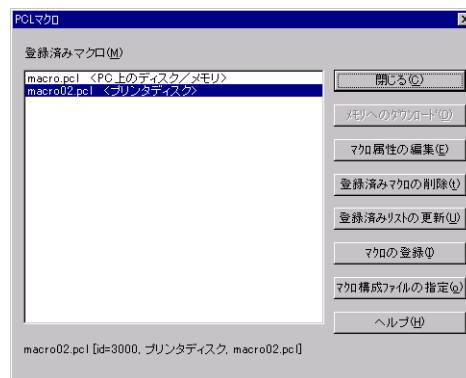 PCLマクロ
登録済みマクロ(M)
macro.pcl <PC上のディスク/メモリ>
macro02.pcl <プリンタディスク>
閉じる(C)
メモリへのダウンロード(D)
マクロ属性の編集(E)
登録済みマクロの削除(t)
登録済みリストの更新(U)
マクロの登録(I)
マクロ構成ファイルの指定(o)
ヘルプ(H)
macro02.pcl [id=3000, プリンタディスク, macro02.pcl]